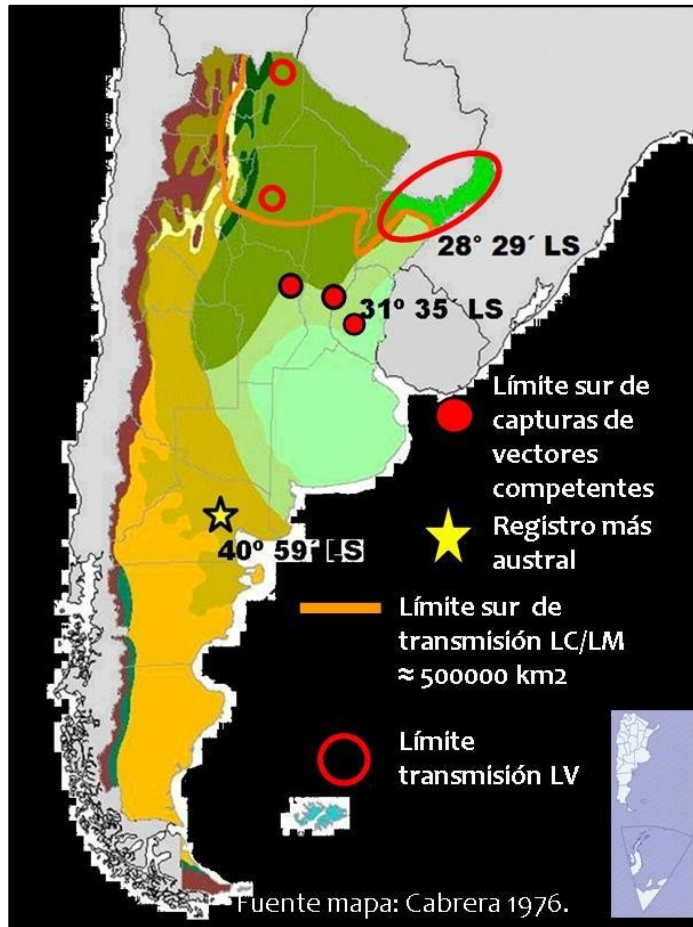 28° 29´ LS
31º 35 LS
Límite sur de
capturas de
vectores
competentes
Registro más
austral
40º 59´ LS
Límite sur de
transmisión LC/LM
≈ 500000 km2
Límite
transmisión LV
Fuente mapa: Cabrera 1976.